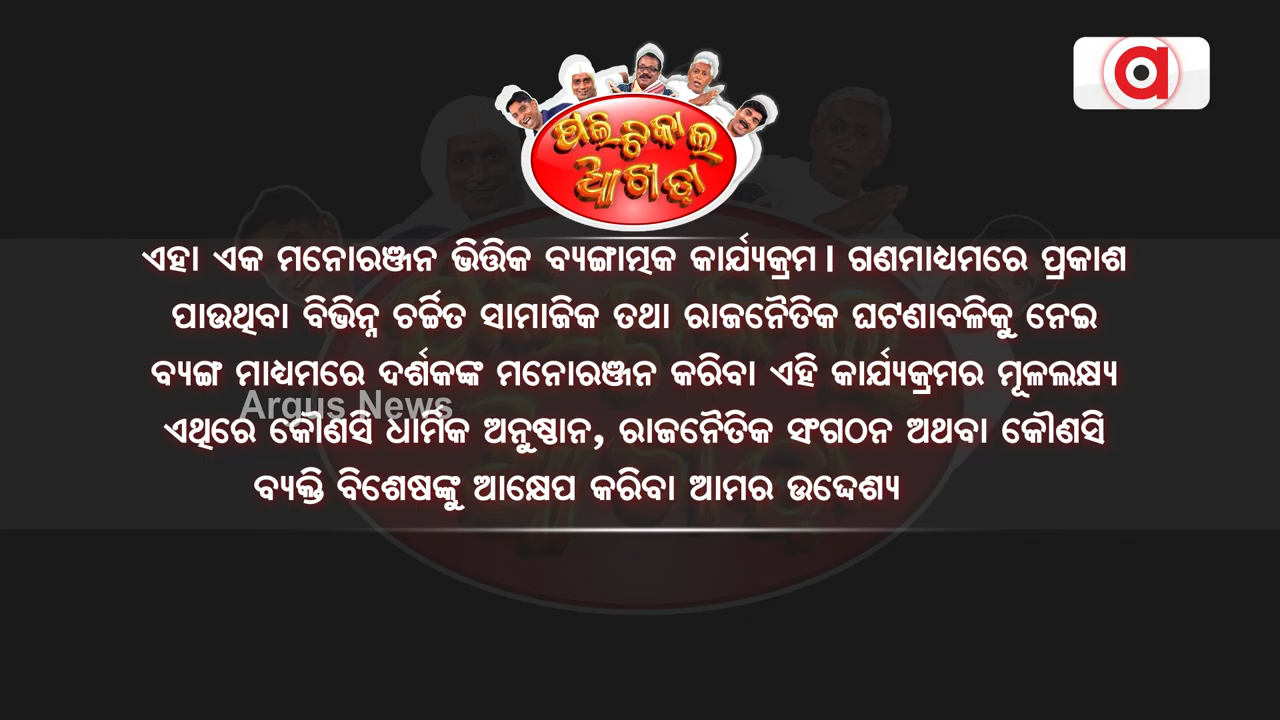 ପଲିଟିକାଲ
ଆଖଡ଼ା
ଏହା ଏକ ମନୋରଞ୍ଜନ ଭିତ୍ତିକ ବ୍ୟଙ୍ଗାତ୍ମକ କାର୍ଯ୍ୟକ୍ରମ। ଗଣମାଧ୍ୟମରେ ପ୍ରକାଶ
ପାଉଥିବା ବିଭିନ୍ନ ଚର୍ଚ୍ଚିତ ସାମାଜିକ ତଥା ରାଜନୈତିକ ଘଟଣାବଳିକୁ ନେଇ
ବ୍ୟଙ୍ଗ ମାଧ୍ୟମରେ ଦର୍ଶକଙ୍କ ମନୋରଞ୍ଜନ କରିବା ଏହି କାର୍ଯ୍ୟକ୍ରମର ମୂଳଲକ୍ଷ୍ୟ
Argus News
ଏଥିରେ କୌଣସି ଧାର୍ମିକ ଅନୁଷ୍ଠାନ, ରାଜନୈତିକ ସଂଗଠନ ଅଥବା କୌଣସି
ବ୍ୟକ୍ତି ବିଶେଷଙ୍କୁ ଆକ୍ଷେପ କରିବା ଆମର ଉଦ୍ଦେଶ୍ୟ